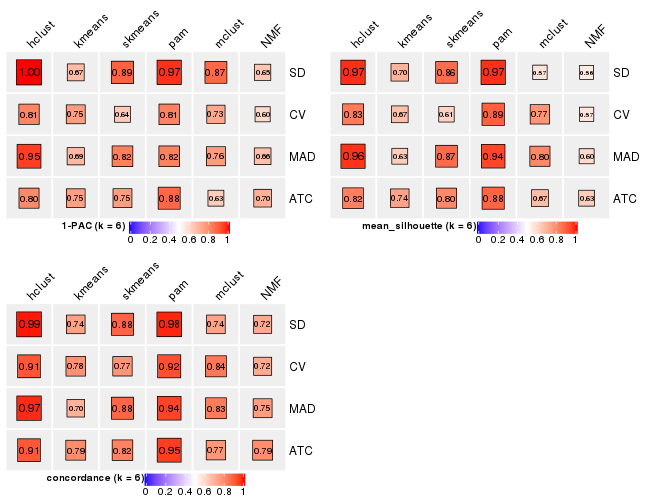 hclust kmeans skmeans pam mclust NMF
1.00 0.67 0.89 0.97 0.87 0.65 SD
0.81 0.75 0.64 0.81 0.73 0.60 CV
0.95 0.69 0.82 0.82 0.76 0.66 MAD
0.80 0.75 0.75 0.88 0.63 0.70 ATC
1-PAC (k = 6)
0 0.2 0.4 0.6 0.8 1
hclust kmeans skmeans pam mclust NMF
0.97 0.70 0.86 0.97 0.57 0.56 SD
0.83 0.67 0.61 0.89 0.77 0.57 CV
0.96 0.63 0.87 0.94 0.80 0.60 MAD
0.82 0.74 0.80 0.88 0.67 0.63 ATC
mean_silhouette (k = 6)
0 0.2 0.4 0.6 0.8 1
hclust kmeans skmeans pam mclust NMF
0.99 0.74 0.88 0.98 0.74 0.72 SD
0.91 0.78 0.77 0.92 0.84 0.72 CV
0.97 0.70 0.88 0.94 0.83 0.75 MAD
0.91 0.79 0.82 0.95 0.77 0.79 ATC
concordance (k = 6)
0 0.2 0.4 0.6 0.8 1